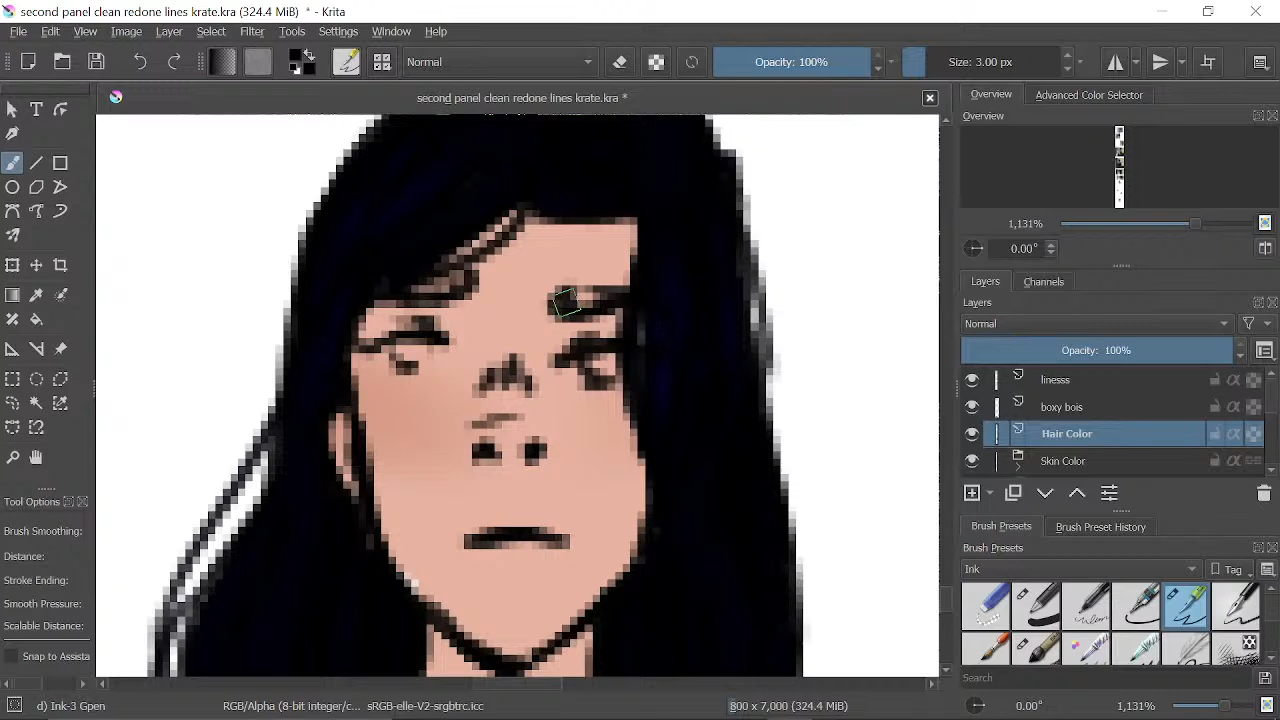 second panel clean redone lines krate.kra (324.4 MiB)  * - Krita
File Edit View Image Layer Select Filter Tools Settings Window Help
Normal
Opacity: 100%
Size: 3.00 px
second panel clean redone lines krate.kra *
Overview
Advanced Color Selector
Overview
1,131%
0.00°
Layers
Channels
Layers
Normal
Opacity: 100%
linesss
boxy bois
Hair Color
Skin Color
Tool Options
Brush Smoothing:
Distance:
Stroke Ending:
Smooth Pressure:
Scalable Distance:
Snap to Assista
Brush Presets
Brush Preset History
Brush Presets
Ink
Tag
Search
d) Ink-3 Gpen
RGB/Alpha (8-bit integer/c... sRGB-elle-V2-srgbtrc.icc
800 x 7,000 (324.4 MiB)
0.00°
1,131%